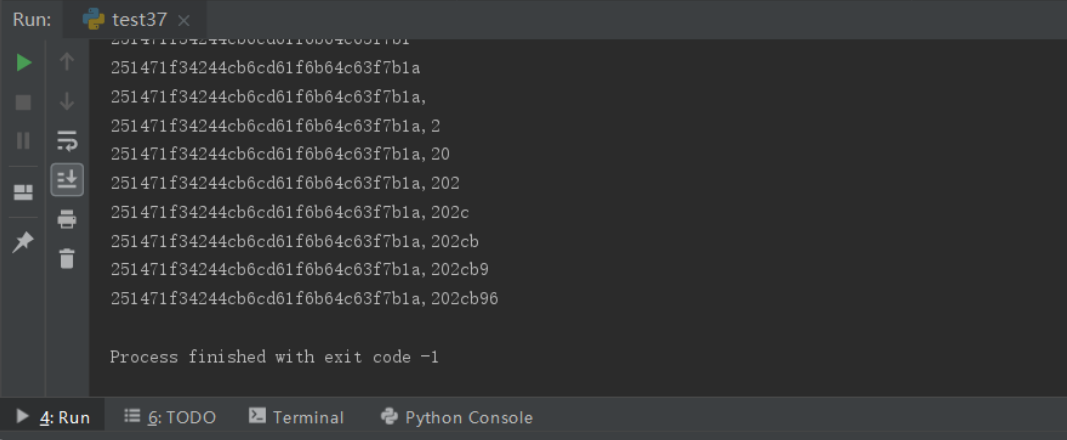 Run: test37
251471f34244cb6cd61f6b64c63f7b1
251471f34244cb6cd61f6b64c63f7b1a
251471f34244cb6cd61f6b64c63f7b1a,
251471f34244cb6cd61f6b64c63f7b1a,2
251471f34244cb6cd61f6b64c63f7b1a,20
251471f34244cb6cd61f6b64c63f7b1a,202
251471f34244cb6cd61f6b64c63f7b1a,202c
251471f34244cb6cd61f6b64c63f7b1a,202cb
251471f34244cb6cd61f6b64c63f7b1a,202cb9
251471f34244cb6cd61f6b64c63f7b1a,202cb96
Process finished with exit code -1
4: Run 6: TODO Terminal Python Console